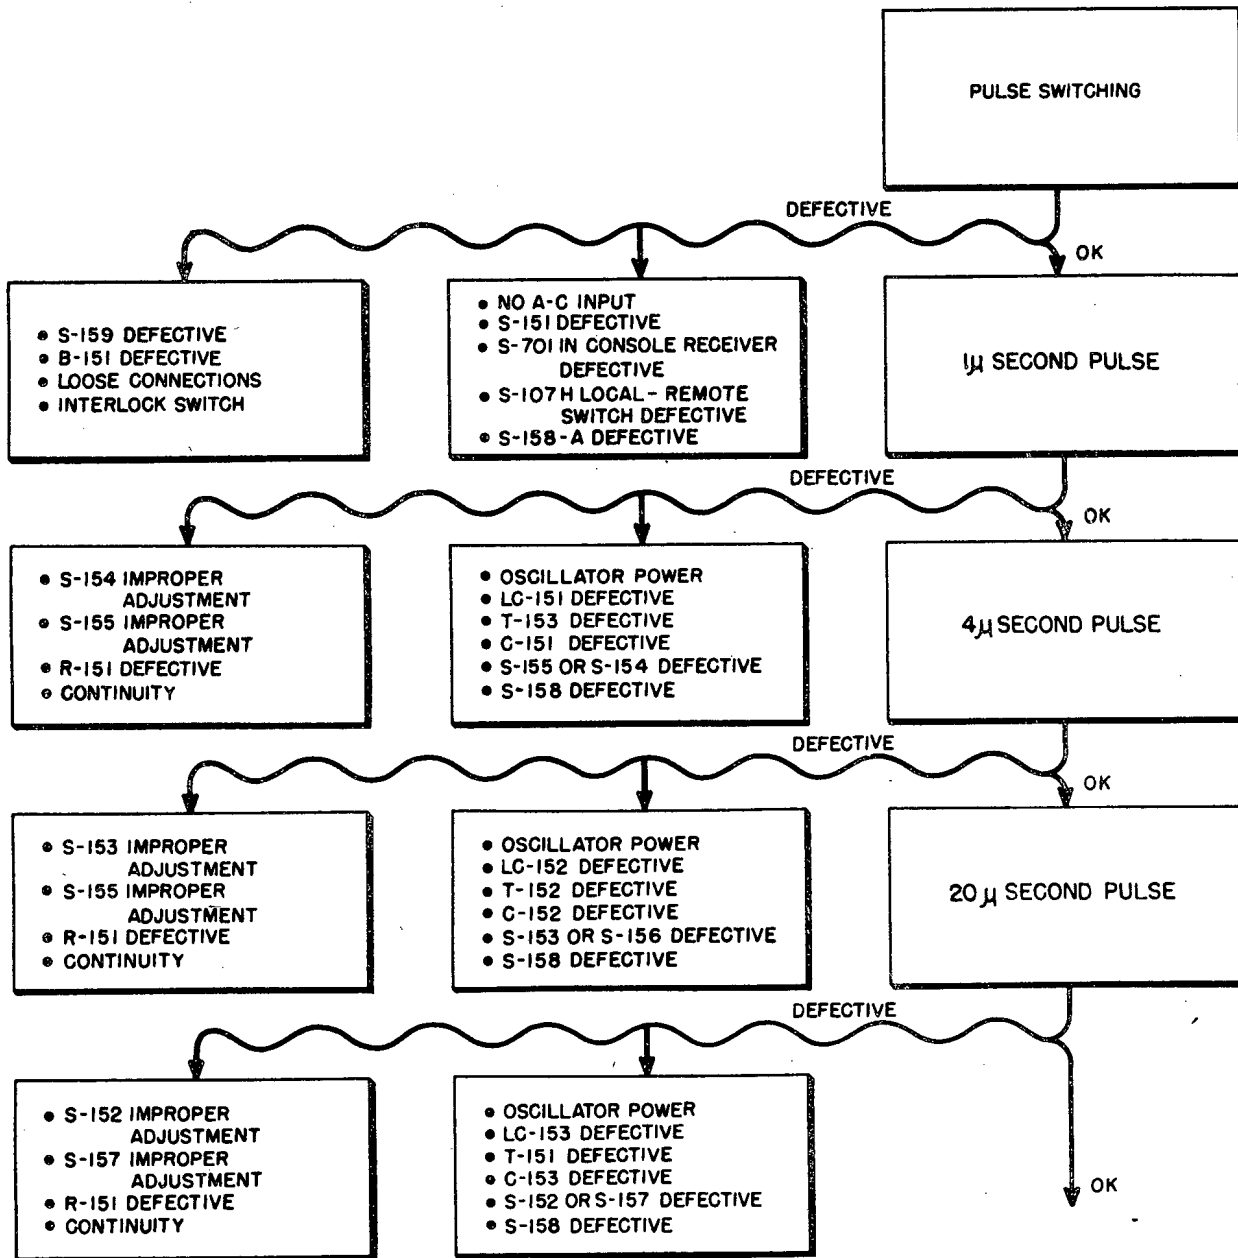 PULSE SWITCHING
DEFECTIVE
OK
● S-159 DEFECTIVE
● B-151 DEFECTIVE
● LOOSE CONNECTIONS
● INTERLOCK SWITCH
● NO A-C INPUT
● S-151 DEFECTIVE
● S-701 IN CONSOLE RECEIVER
DEFECTIVE
● S-107H LOCAL-REMOTE
SWITCH DEFECTIVE
● S-158-A DEFECTIVE
1μ SECOND PULSE
DEFECTIVE
OK
● S-154 IMPROPER
ADJUSTMENT
● S-155 IMPROPER
ADJUSTMENT
● R-151 DEFECTIVE
● CONTINUITY
● OSCILLATOR POWER
● LC-151 DEFECTIVE
● T-153 DEFECTIVE
● C-151 DEFECTIVE
● S-155 OR S-154 DEFECTIVE
● S-158 DEFECTIVE
4μ SECOND PULSE
DEFECTIVE
OK
● S-153 IMPROPER
ADJUSTMENT
● S-155 IMPROPER
ADJUSTMENT
● R-151 DEFECTIVE
● CONTINUITY
● OSCILLATOR POWER
● LC-152 DEFECTIVE
● T-152 DEFECTIVE
● C-152 DEFECTIVE
● S-153 OR S-156 DEFECTIVE
● S-158 DEFECTIVE
20μ SECOND PULSE
DEFECTIVE
OK
● S-152 IMPROPER
ADJUSTMENT
● S-157 IMPROPER
ADJUSTMENT
● R-151 DEFECTIVE
● CONTINUITY
● OSCILLATOR POWER
● LC-153 DEFECTIVE
● T-151 DEFECTIVE
● C-153 DEFECTIVE
● S-152 OR S-157 DEFECTIVE
● S-158 DEFECTIVE